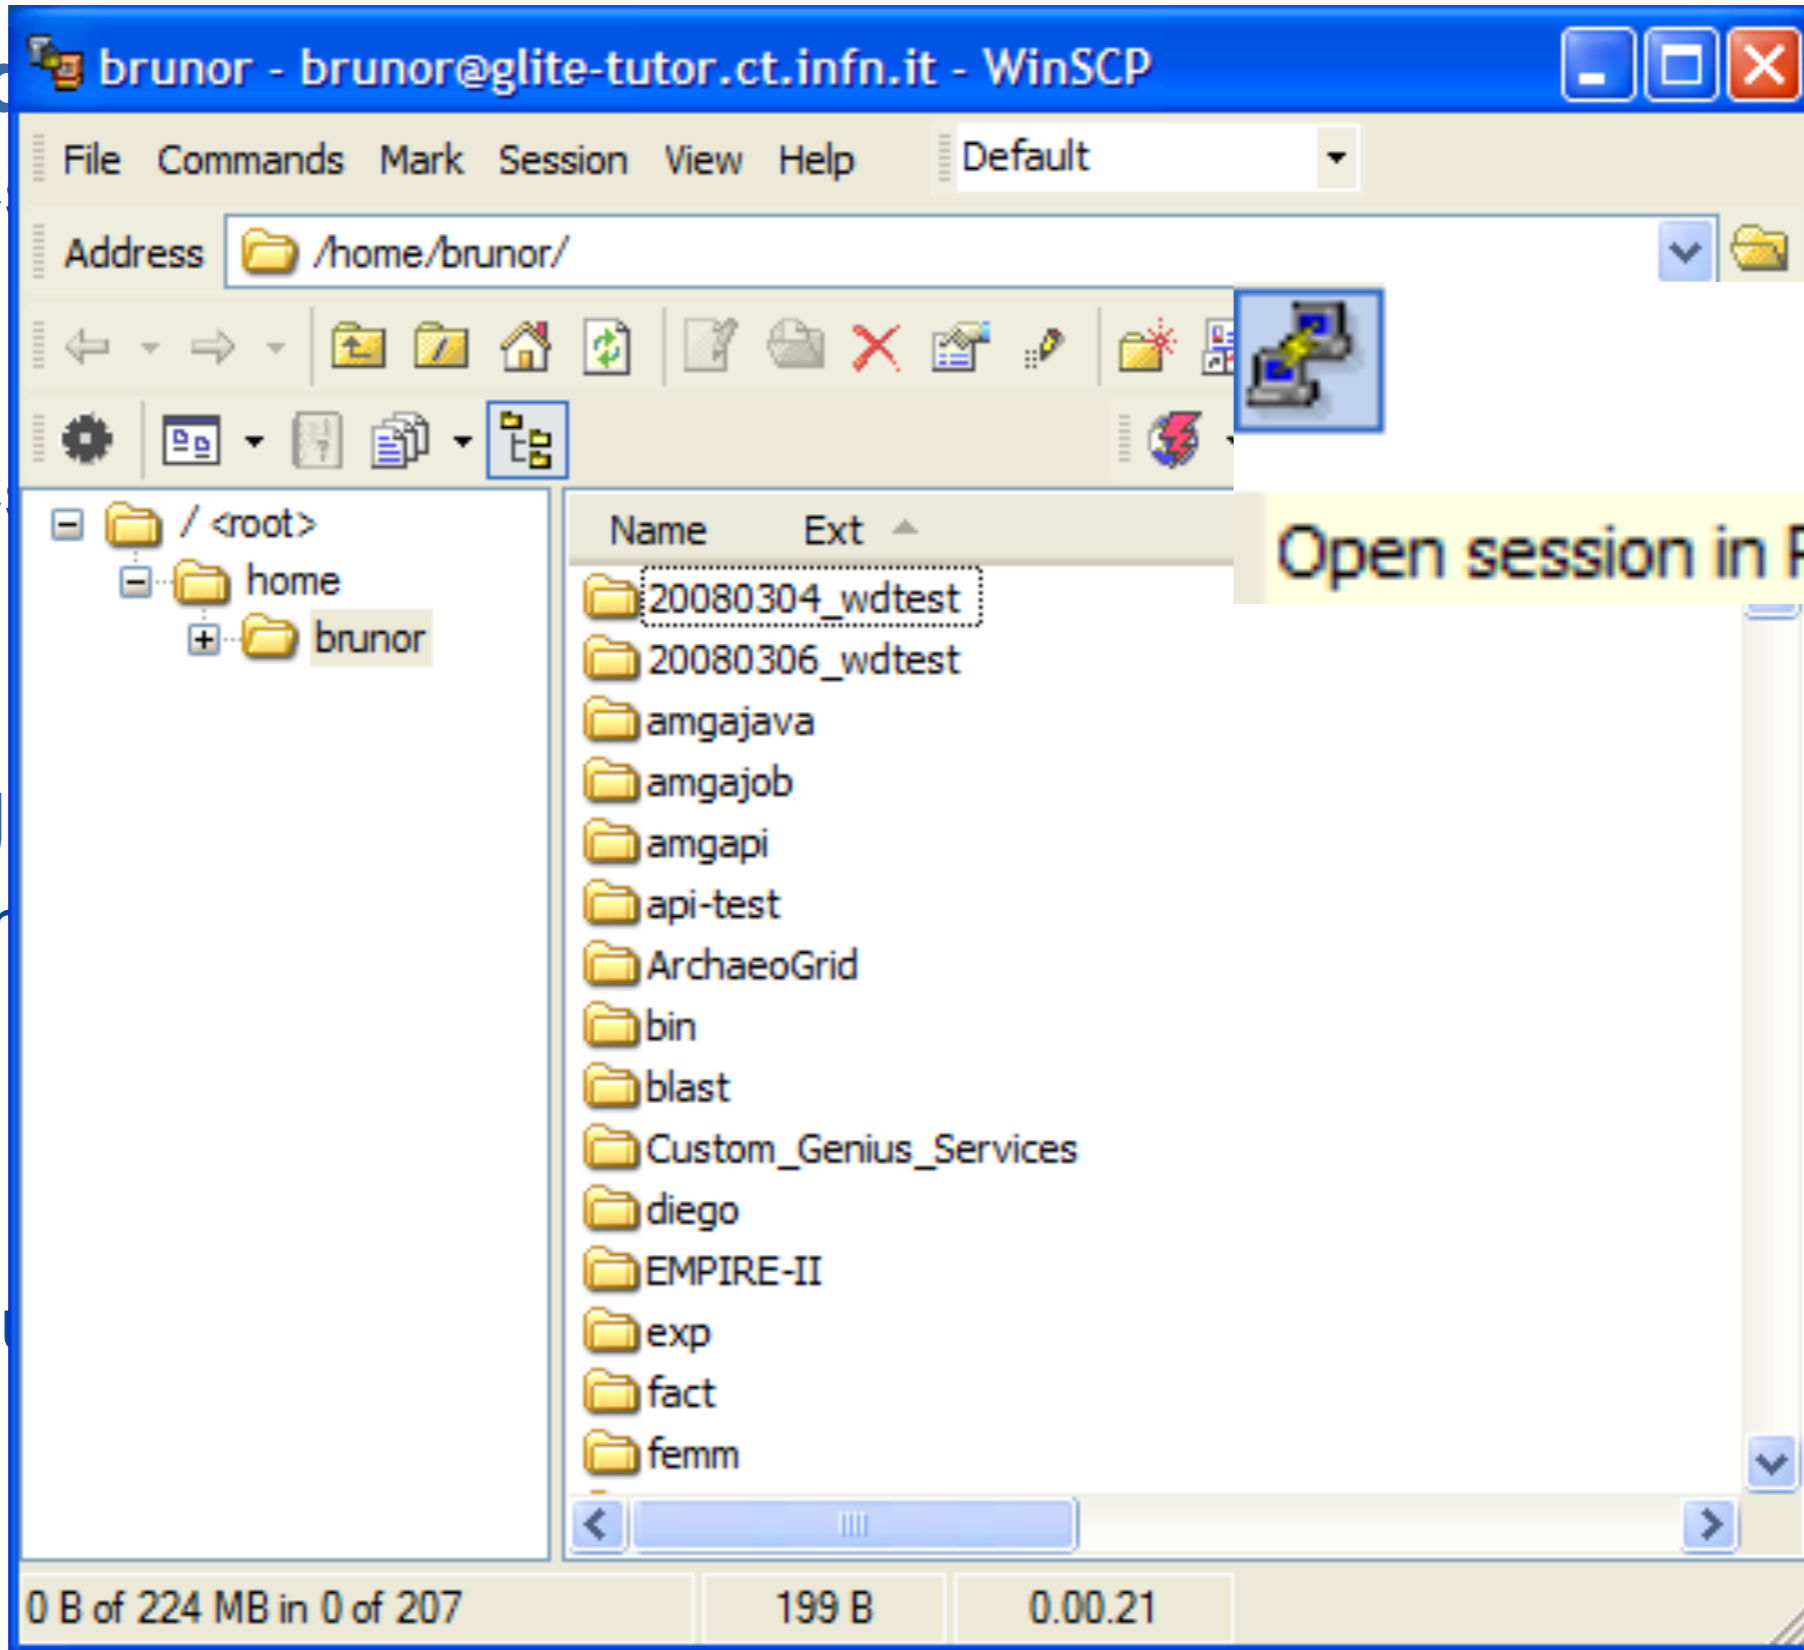 brunor - brunor@glite-tutor.ct.infn.it - WinSCP
File Commands Mark Session View Help Default
Address /home/brunor/
/ <root>
home
brunor
Name Ext
Open session in
20080304_wdtest
20080306_wdtest
amgajava
amgajob
amgapi
api-test
ArchaeoGrid
bin
blast
Custom_Genius_Services
diego
EMPIRE-II
exp
fact
femm
0 B of 224 MB in 0 of 207 199 B 0.00.21